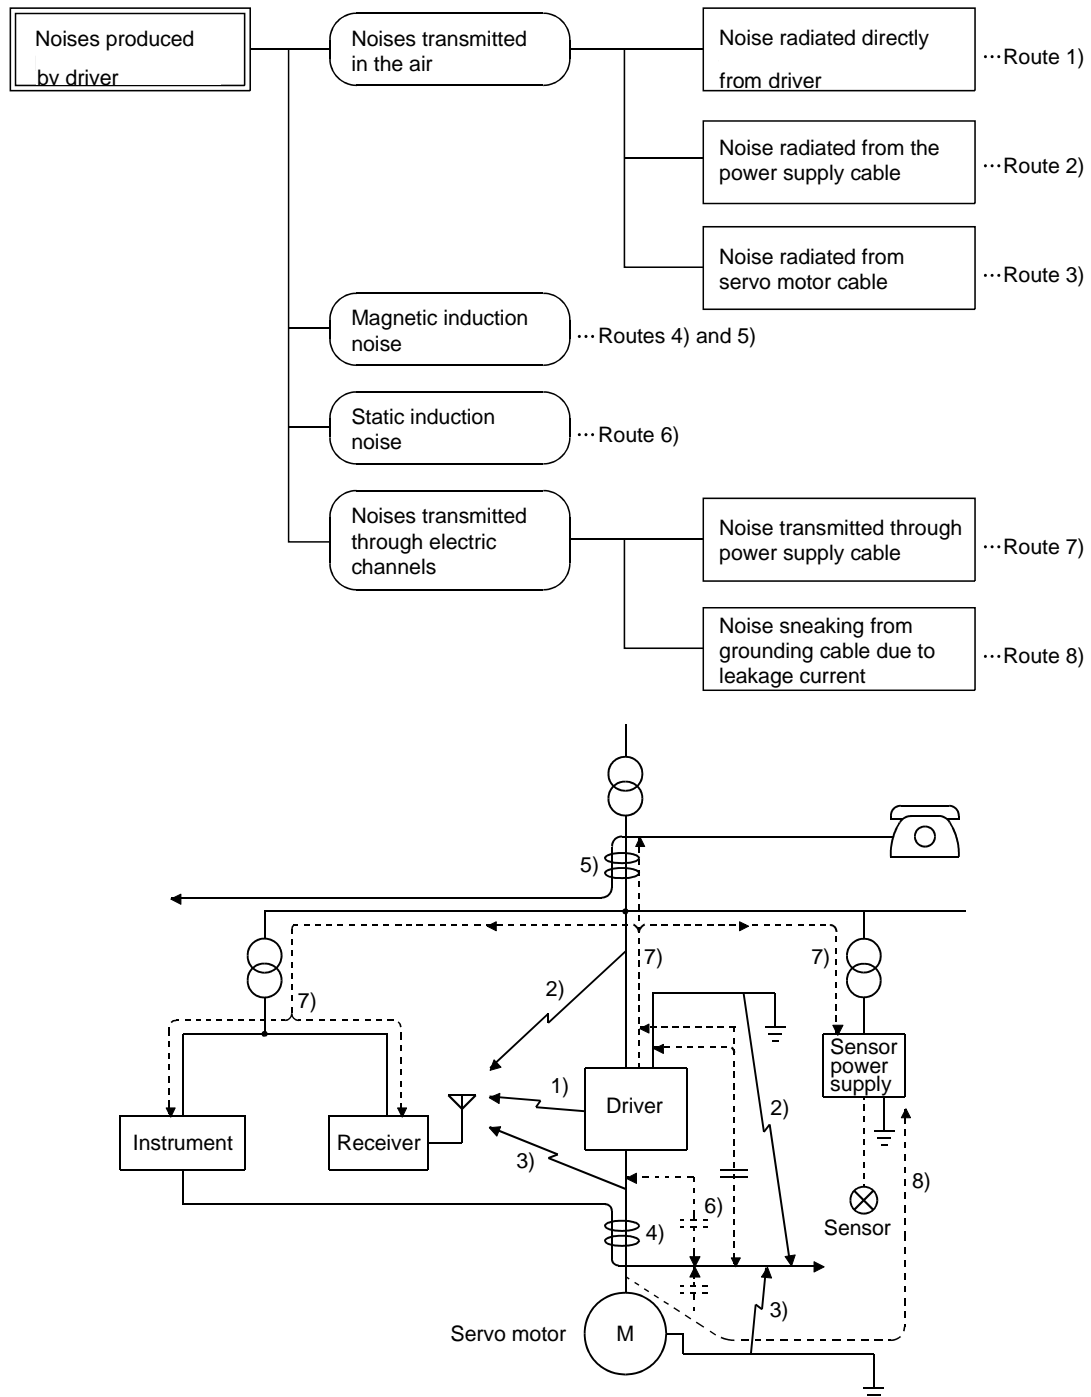 Noises produced
by driver
Noises transmitted
in the air
Noise radiated directly
from driver
···Route 1)
Noise radiated from the
power supply cable
···Route 2)
Noise radiated from
servo motor cable
···Route 3)
Magnetic induction
noise
···Routes 4) and 5)
Static induction
noise
···Route 6)
Noises transmitted
through electric
channels
Noise transmitted through
power supply cable
···Route 7)
Noise sneaking from
grounding cable due to
leakage current
···Route 8)
5)
7)
7)
2)
7)
Sensor
power
supply
1)
Driver
2)
Instrument
Receiver
3)
8)
6)
Sensor
4)
3)
Servo motor
M